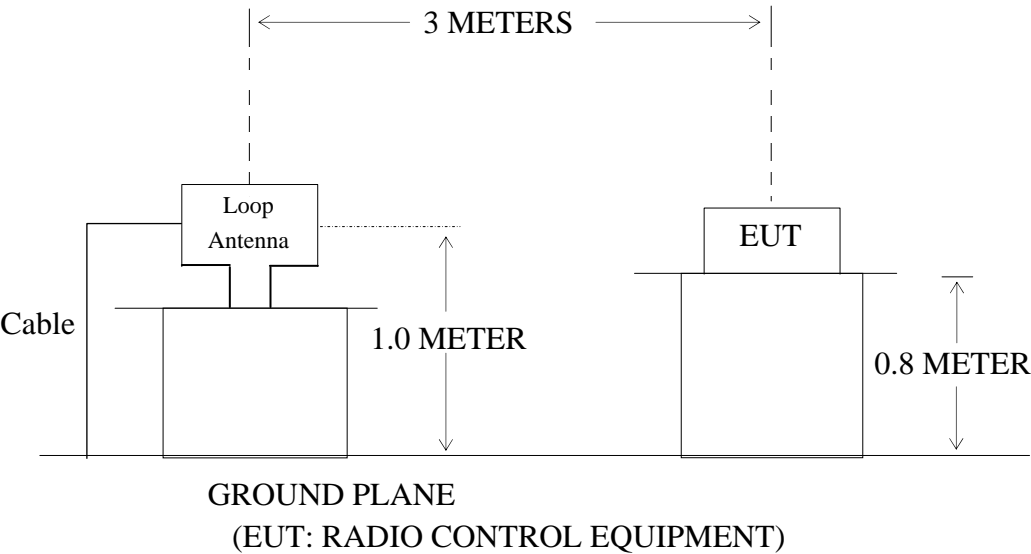 3 METERS
Loop
Antenna
EUT
Cable
1.0 METER
0.8 METER
GROUND PLANE
(EUT: RADIO CONTROL EQUIPMENT)